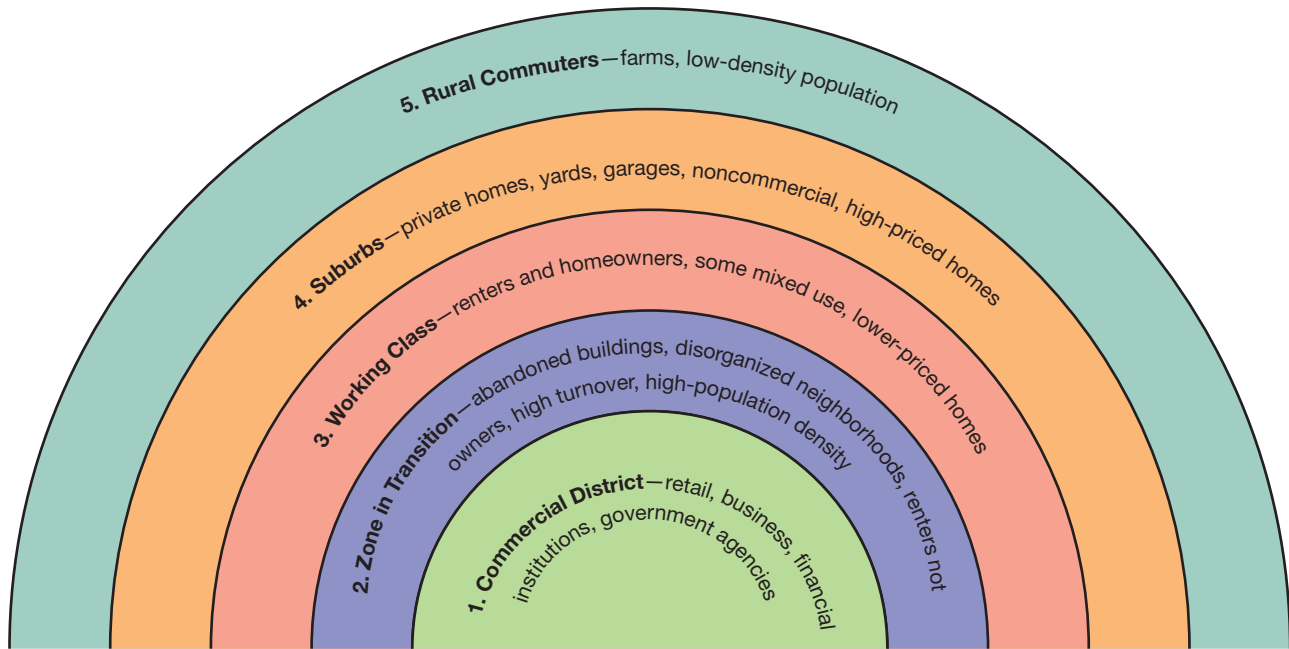 5. Rural Commuters—farms, low-density population
4. Suburbs—private homes, yards, garages, noncommercial, high-priced homes
3. Working Class—renters and homeowners, some mixed use, lower-priced homes
2. Zone in Transition—abandoned buildings, disorganized neighborhoods, renters not
owners, high turnover, high-population density
1. Commercial District—retail, business, financial
institutions, government agencies